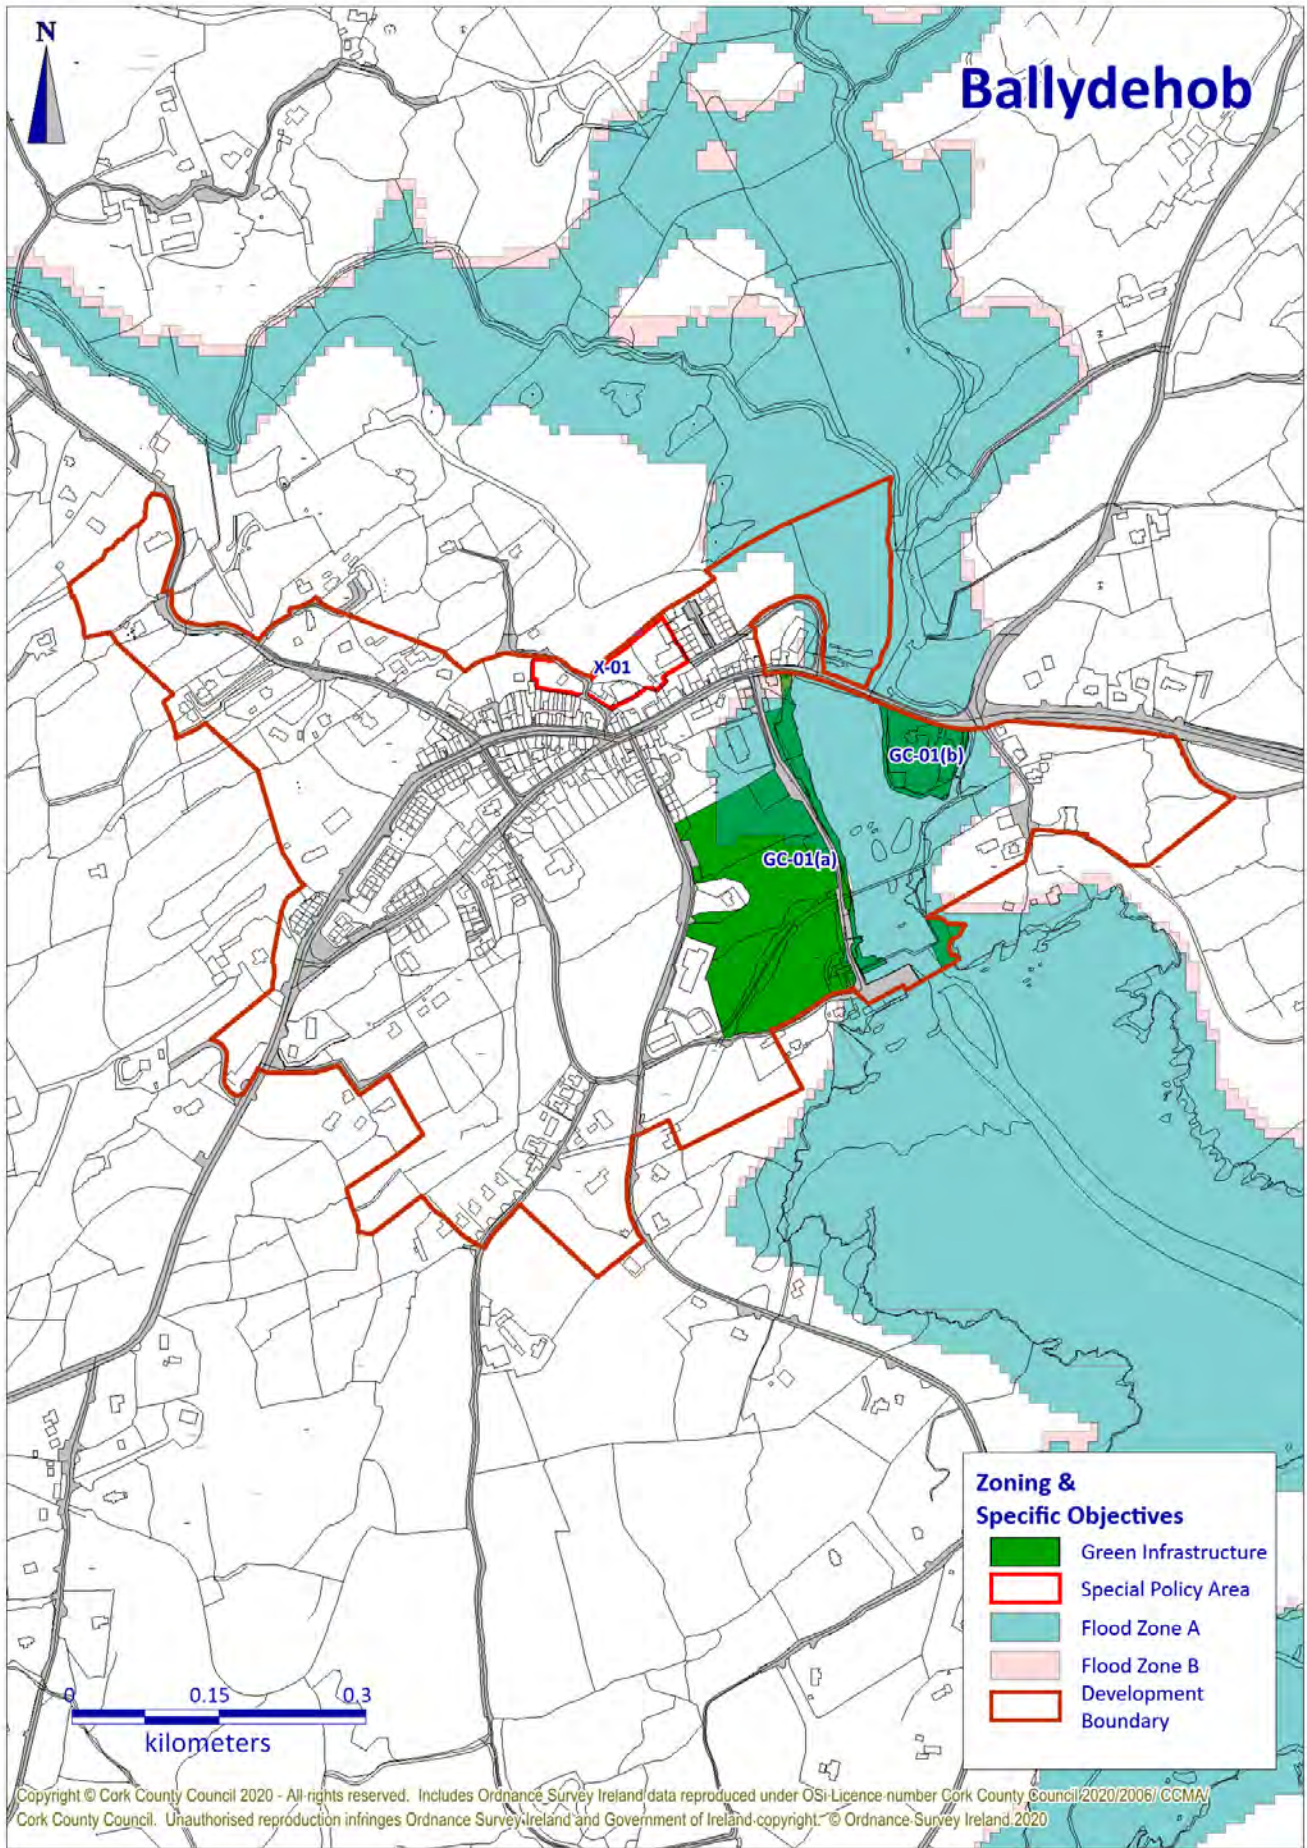 N
Ballydehob
X-01
GC-01(b)
GC-01(a)
Zoning &
Specific Objectives
Green Infrastructure
Special Policy Area
Flood Zone A
Flood Zone B
Development
Boundary
0 0.15 0.3
kilometers
Copyright © Cork County Council 2020 - All rights reserved. Includes Ordnance Survey Ireland data reproduced under OSi Licence number Cork County Council 2020/2006/ CCMA/
Cork County Council. Unauthorised reproduction infringes Ordnance Survey Ireland and Government of Ireland copyright. © Ordnance Survey Ireland 2020